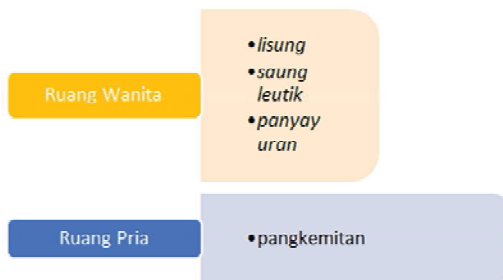 Ruang Wanita
•lisung
•saung
leutik
•panyay
uran
Ruang Pria
•pangkemitan